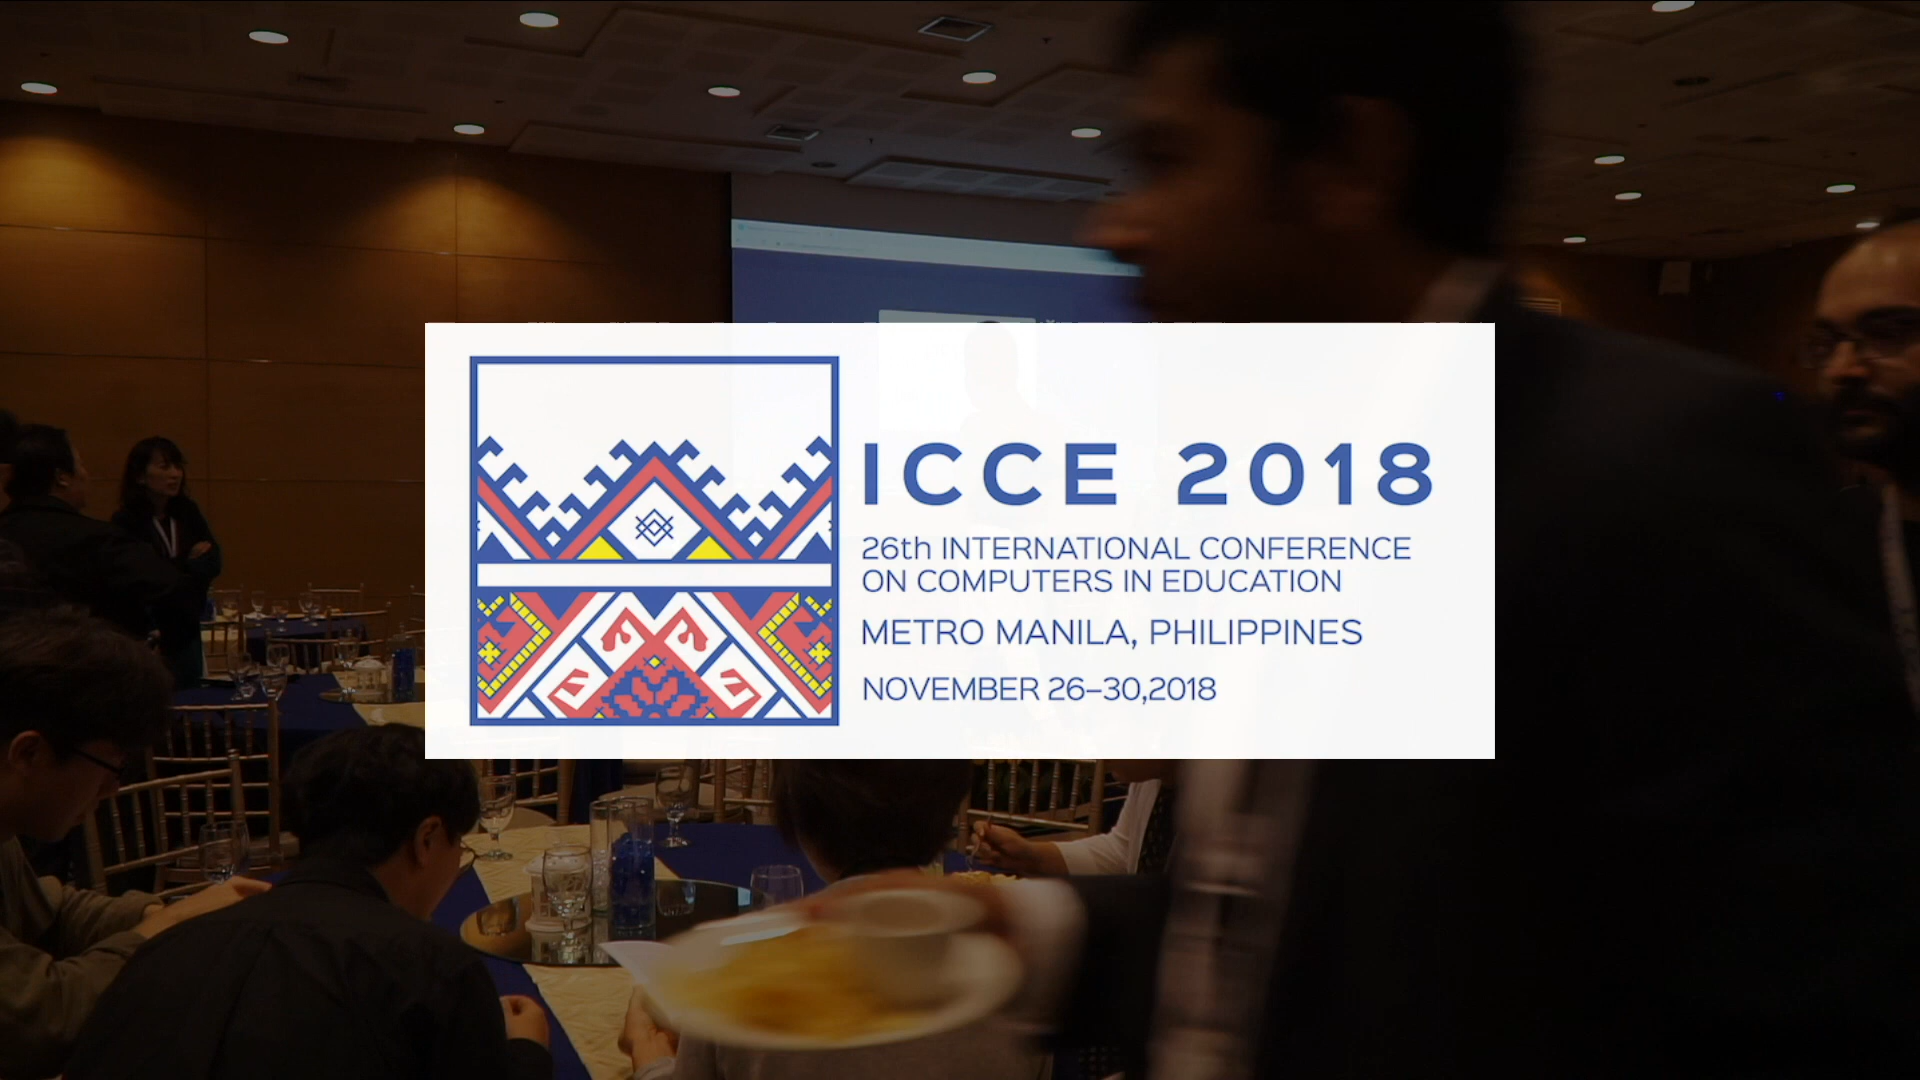 ICCE 2018
26th INTERNATIONAL CONFERENCE
ON COMPUTERS IN EDUCATION
METRO MANILA, PHILIPPINES
NOVEMBER 26–30,2018